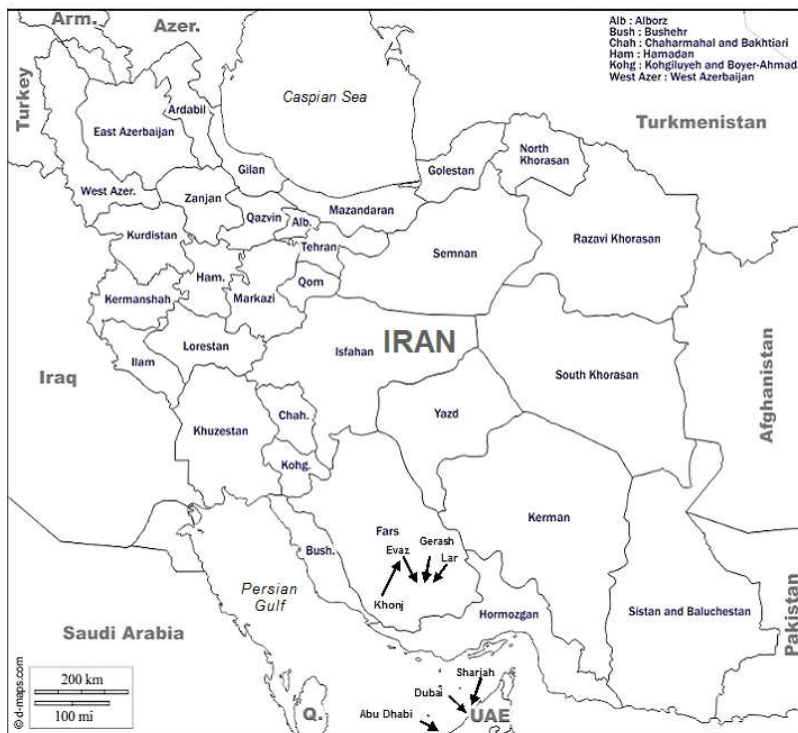 Arm.
Azer.
Alb : Alborz
Bush : Bushehr
Chah : Chaharmahal and Bakhtiari
Ham : Hamadan
Kohg : Kohgiluyeh and Boyer-Ahmad
West Azer : West Azerbaijan
Turkey
Caspian Sea
Turkmenistan
Ardabil
East Azerbaijan
North
Khorasan
Gilan
Golestan
West Azer.
Zanjan
Mazandaran
Qazvin
Alb.
Kurdistan
Tehran
Semnan
Razavi Khorasan
Ham.
Qom
Kermanshah
Markazi
IRAN
Lorestan
Isfahan
Ilam
South Khorasan
Iraq
Afghanistan
Chah.
Yazd
Khuzestan
Kohg.
Kerman
Fars
Gerash
Evaz
Lar
Bush.
Khonj
Persian
Gulf
Hormozgan
Sistan and Baluchestan
Pakistan
Saudi Arabia
Sharjah
200 km
100 mi
Dubai
Q.
Abu Dhabi
UAE
© d-maps.com